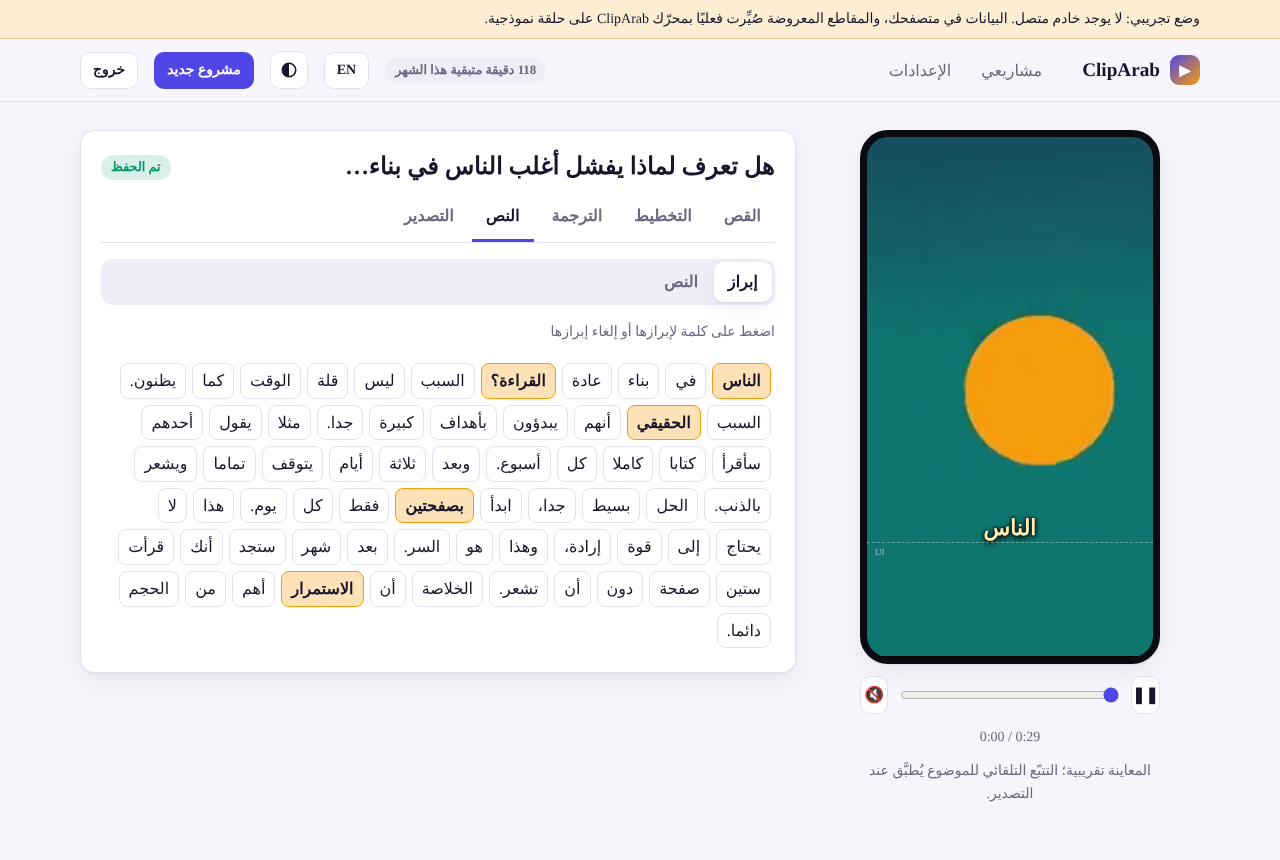 وضع تجريبي: لا يوجد خادم متصل. البيانات في متصفحك، والمقاطع المعروضة صُيِّرت فعليًا بمحرّك ClipArab على حلقة نموذجية.
ClipArab
مشاريعي
الإعدادات
118 دقيقة متبقية هذا الشهر
EN
مشروع جديد
خروج
الناس
UI
0:00 / 0:29
المعاينة تقريبية؛ التتبّع التلقائي للموضوع يُطبَّق عند
التصدير.
هل تعرف لماذا يفشل أغلب الناس في بناء…
تم الحفظ
القص
التخطيط
الترجمة
النص
التصدير
إبراز
النص
اضغط على كلمة لإبرازها أو إلغاء إبرازها
الناس في بناء عادة القراءة؟ السبب ليس قلة الوقت كما يظنون.
السبب الحقيقي أنهم يبدؤون بأهداف كبيرة جدا. مثلا يقول أحدهم
سأقرأ كتابا كاملا كل أسبوع. وبعد ثلاثة أيام يتوقف تماما ويشعر
بالذنب. الحل بسيط جدا، ابدأ بصفحتين فقط كل يوم. هذا لا
يحتاج إلى قوة إرادة، وهذا هو السر. بعد شهر ستجد أنك قرأت
ستين صفحة دون أن تشعر. الخلاصة أن الاستمرار أهم من الحجم
دائما.